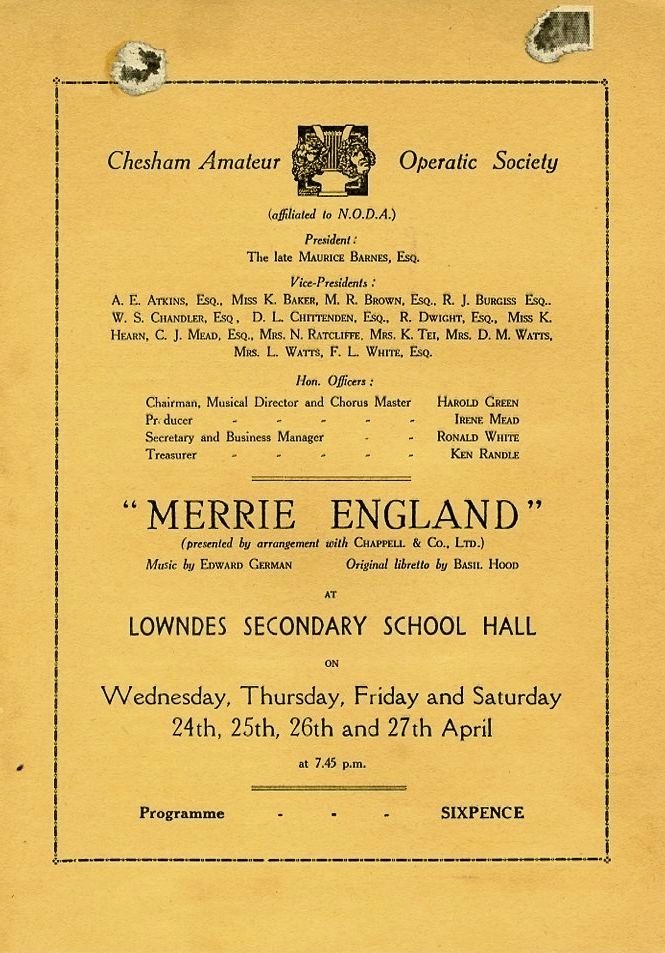 Chesham Amateur Operatic Society
(affiliated to N.O.D.A.)
President:
The late MAURICE BARNES, ESQ.
Vice-Presidents:
A. E. ATKINS, ESQ., MISS K. BAKER, M. R. BROWN, ESQ., R. J. BURGISS ESQ..
W. S. CHANDLER, ESQ, D. L. CHITTENDEN, ESQ., R. DWIGHT, ESQ., MISS K.
HEARN, C. J. MEAD, ESQ., MRS. N. RATCLIFFE, MRS. K. TEI, MRS. D. M. WATTS,
MRS. L. WATTS, F. L. WHITE, ESQ.
Hon. Officers:
Chairman, Musical Director and Chorus Master HAROLD GREEN
Pr.ducer - - - - - IRENE MEAD
Secretary and Business Manager - - RONALD WHITE
Treasurer - - - - - KEN RANDLE
"MERRIE ENGLAND"
(presented by arrangement with CHAPPELL & CO., LTD.)
Music by EDWARD GERMAN Original libretto by BASIL HOOD
AT
LOWNDES SECONDARY SCHOOL HALL
ON
Wednesday, Thursday, Friday and Saturday
24th, 25th, 26th and 27th April
at 7.45 p.m.
Programme - - - SIXPENCE